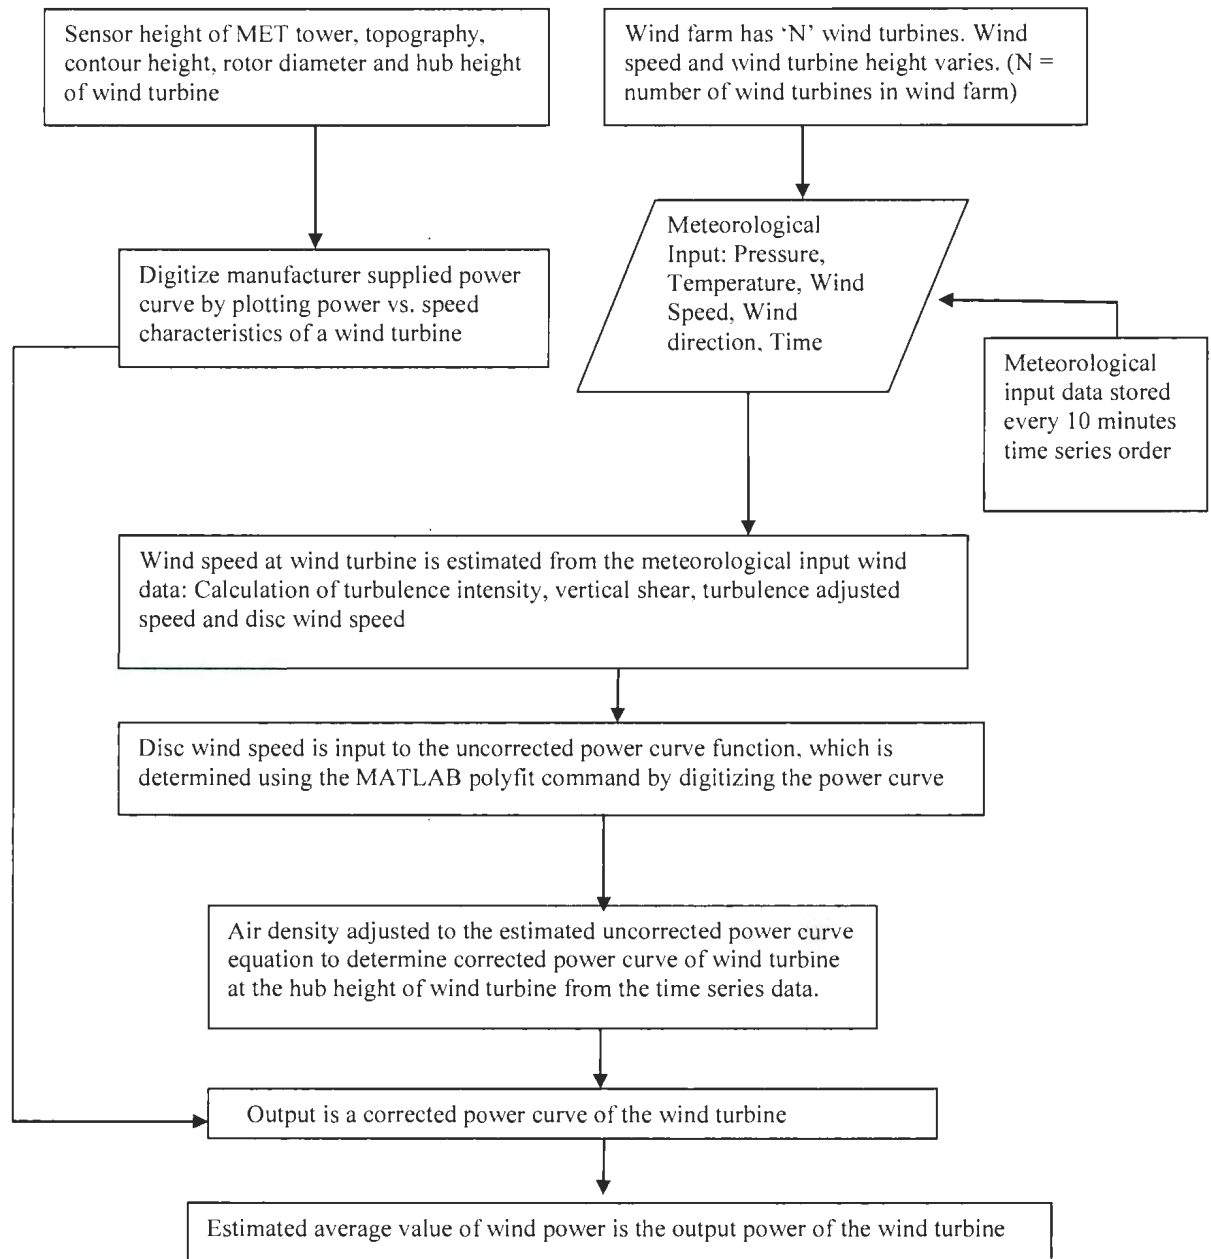 Sensor height of MET tower, topography,
contour height, rotor diameter and hub height
of wind turbine
Wind farm has ‘N’ wind turbines. Wind
speed and wind turbine height varies. (N =
number of wind turbines in wind farm)
Meteorological
Input: Pressure,
Temperature, Wind
Speed, Wind
direction, Time
Digitize manufacturer supplied power
curve by plotting power vs. speed
characteristics of a wind turbine
Meteorological
input data stored
every 10 minutes
time series order
Wind speed at wind turbine is estimated from the meteorological input wind
data: Calculation of turbulence intensity, vertical shear, turbulence adjusted
speed and disc wind speed
Disc wind speed is input to the uncorrected power curve function, which is
determined using the MATLAB polyfit command by digitizing the power curve
Air density adjusted to the estimated uncorrected power curve
equation to determine corrected power curve of wind turbine
at the hub height of wind turbine from the time series data.
Output is a corrected power curve of the wind turbine
Estimated average value of wind power is the output power of the wind turbine